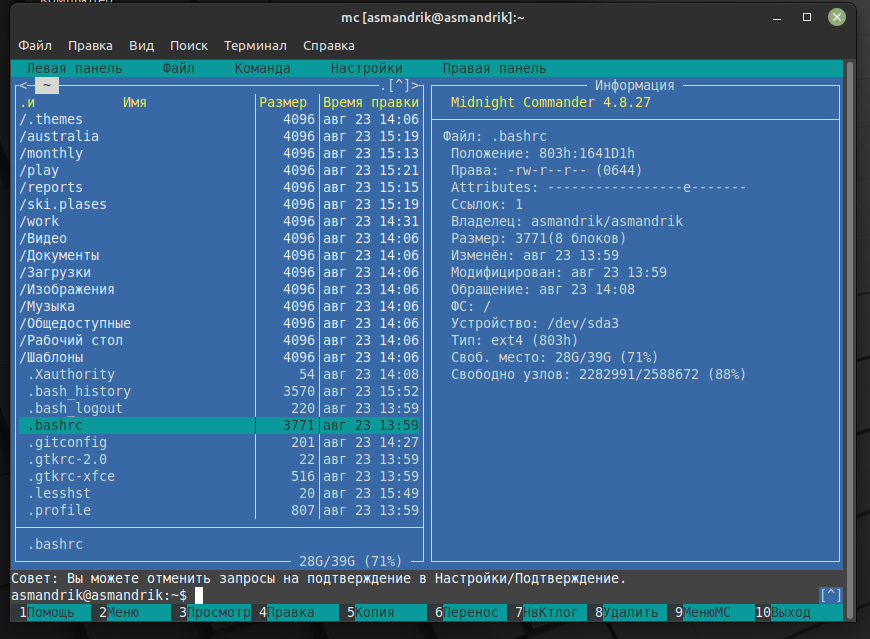 mc [asmandrik@asmandrik]:~
Файл Правка Вид Поиск Терминал Справка
Левая панель Файл Команда Настройки Правая панель
<─ ~ ─.[^]>
.и Имя Размер Время правки
/.themes 4096 авг 23 14:06
/australia 4096 авг 23 15:19
/monthly 4096 авг 23 15:13
/play 4096 авг 23 15:21
/reports 4096 авг 23 15:15
/ski.plases 4096 авг 23 15:19
/work 4096 авг 23 14:31
/Видео 4096 авг 23 14:06
/Документы 4096 авг 23 14:06
/Загрузки 4096 авг 23 14:06
/Изображения 4096 авг 23 14:06
/Музыка 4096 авг 23 14:06
/Общедоступные 4096 авг 23 14:06
/Рабочий стол 4096 авг 23 14:06
/Шаблоны 4096 авг 23 14:06
.Xauthority 54 авг 23 14:08
.bash_history 3570 авг 23 15:52
.bash_logout 220 авг 23 13:59
.bashrc 3771 авг 23 13:59
.gitconfig 201 авг 23 14:27
.gtkrc-2.0 22 авг 23 13:59
.gtkrc-xfce 516 авг 23 13:59
.lesshst 20 авг 23 15:49
.profile 807 авг 23 13:59
.bashrc
28G/39G (71%)
Информация
Midnight Commander 4.8.27
Файл: .bashrc
Положение: 803h:1641D1h
Права: -rw-r--r-- (0644)
Attributes: -----------------e-------
Ссылок: 1
Владелец: asmandrik/asmandrik
Размер: 3771(8 блоков)
Изменён: авг 23 13:59
Модифицирован: авг 23 13:59
Обращение: авг 23 14:08
ФС: /
Устройство: /dev/sda3
Тип: ext4 (803h)
Своб. место: 28G/39G (71%)
Свободно узлов: 2282991/2588672 (88%)
Совет: Вы можете отменить запросы на подтверждение в Настройки/Подтверждение.
asmandrik@asmandrik:~$ [^]
1Помощь 2Меню 3Просмотр 4Правка 5Копия 6Перенос 7НвКтлог 8Удалить 9МенюMC 10Выход